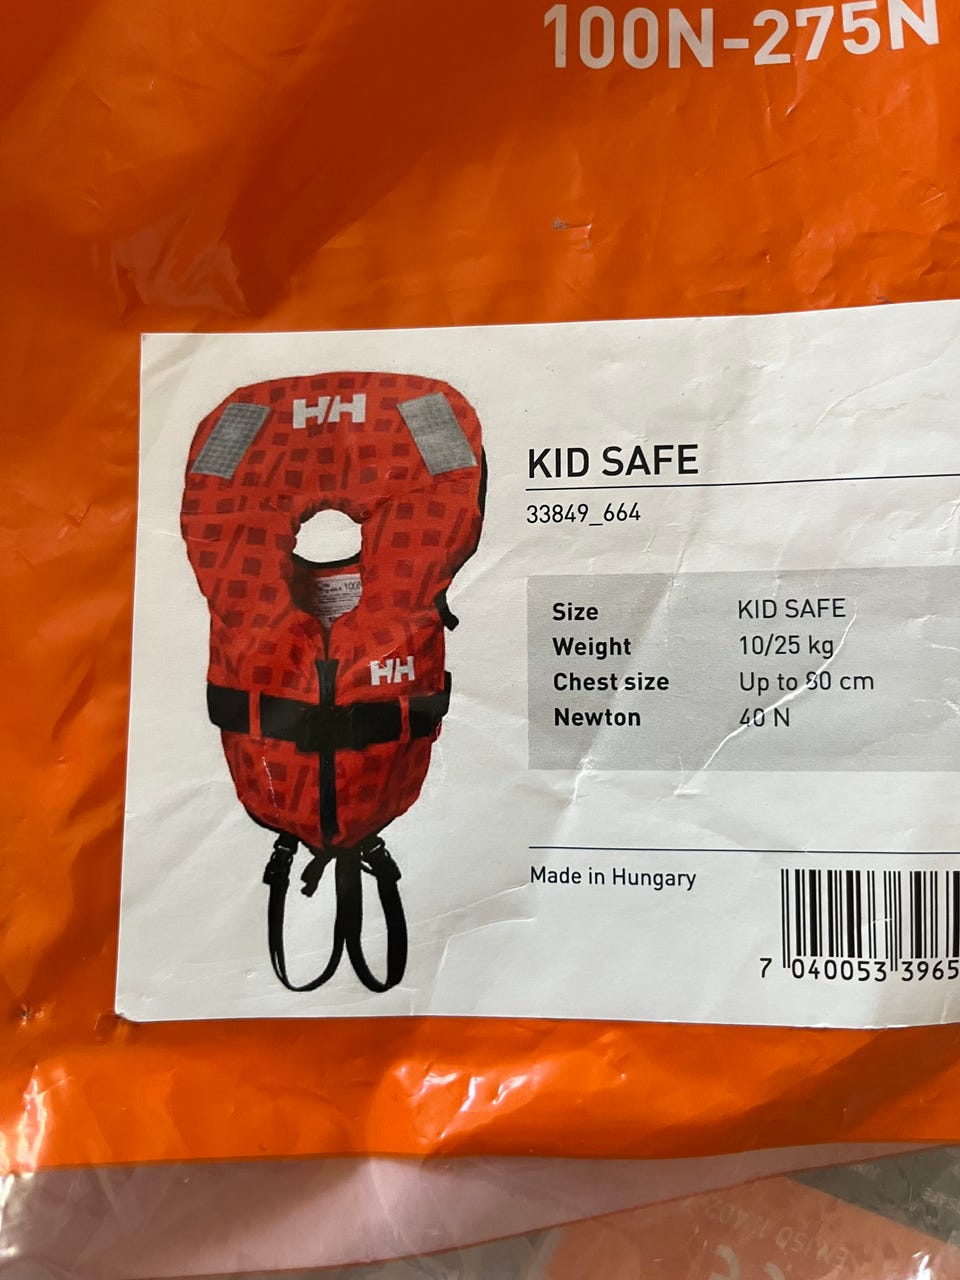 100N-275N
HH
KID SAFE
33849_664
Size KID SAFE
Weight 10/25 kg
Chest size Up to 80 cm
Newton 40 N
HH
Made in Hungary
7 040053 3965